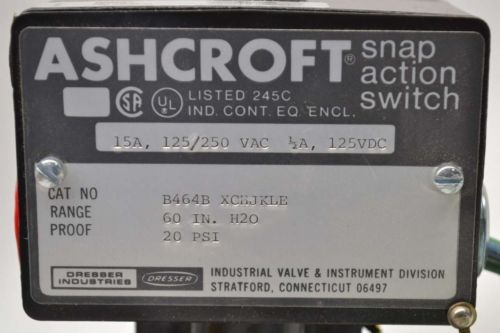 ASHCROFT® snap action switch
SA UL® LISTED 245C
IND. CONT. EQ. ENCL.
15A, 125/250 VAC ½A, 125VDC
CAT NO B464B XCHJKLE
RANGE 60 IN. H2O
PROOF 20 PSI
DRESSER INDUSTRIES DRESSER INDUSTRIAL VALVE & INSTRUMENT DIVISION
STRATFORD, CONNECTICUT 06497